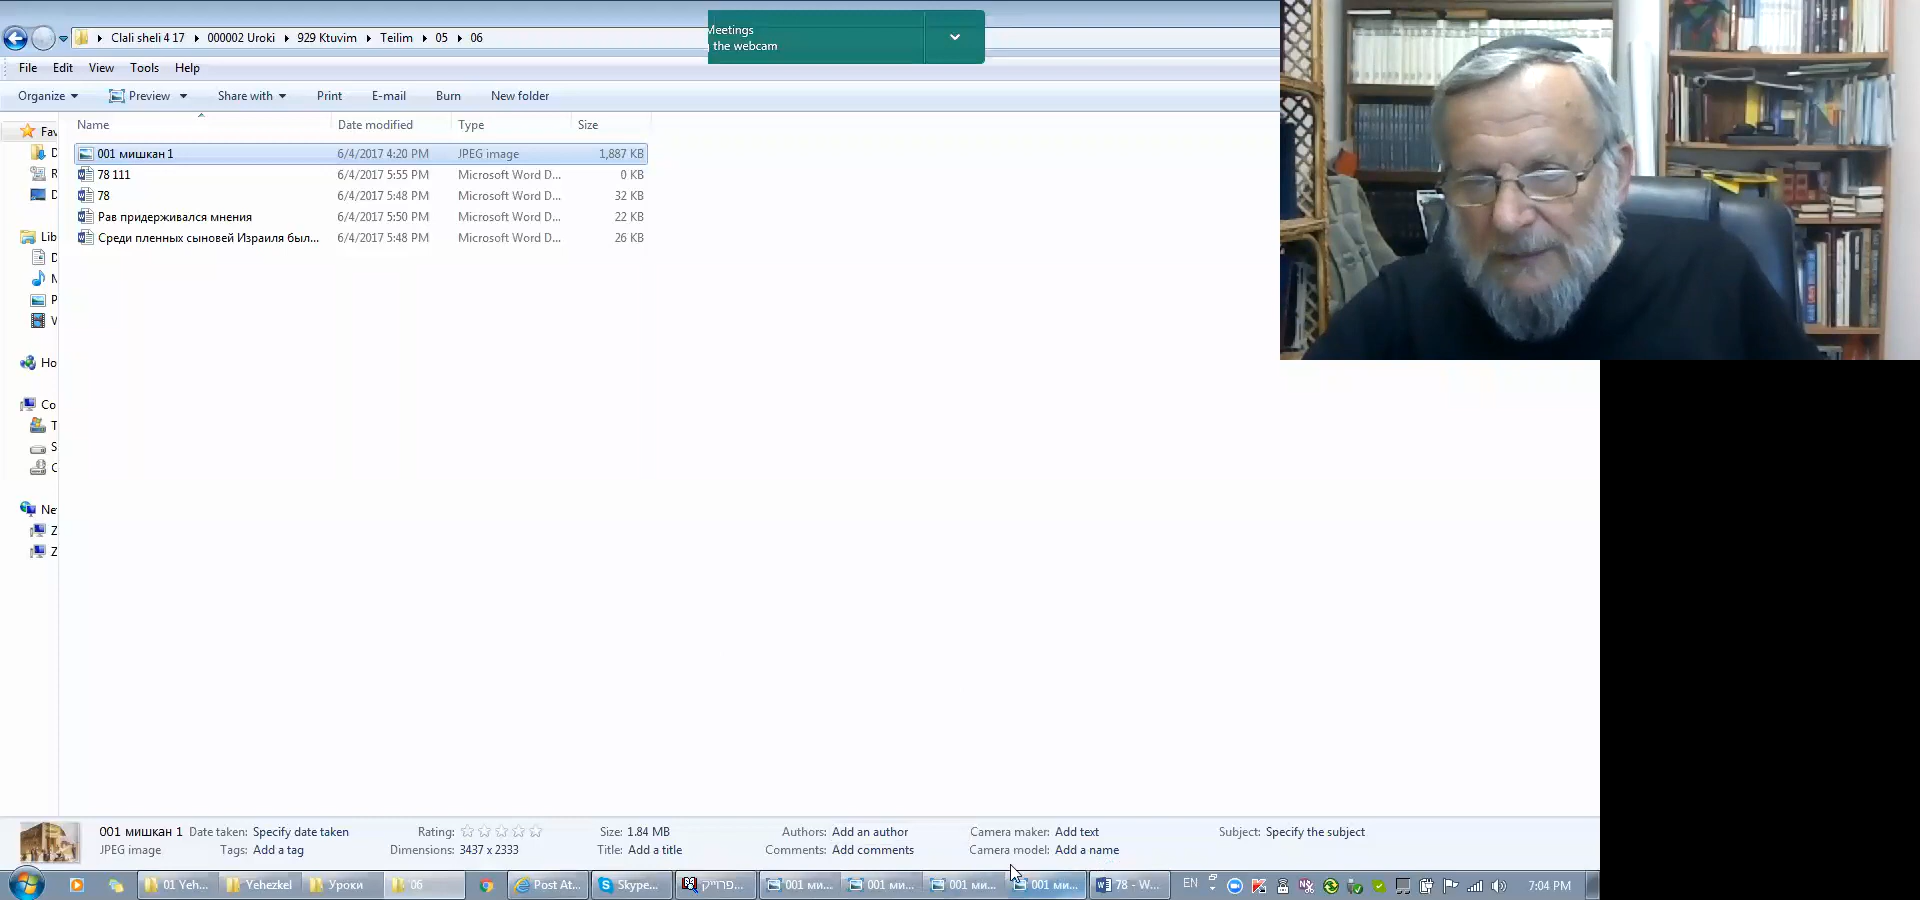 Clali sheli 4 17 000002 Uroki 929 Ktuvim Teilim 05 06
Meetings
the webcam
File Edit View Tools Help
Organize Preview Share with Print E-mail Burn New folder
Name Date modified Type Size
Fav
001 мишкан 1 6/4/2017 4:20 PM JPEG image 1,887 KB
D
78 111 6/4/2017 5:55 PM Microsoft Word D... 0 KB
R
78 6/4/2017 5:48 PM Microsoft Word D... 32 KB
D
Рав придерживался мнения 6/4/2017 5:50 PM Microsoft Word D... 22 KB
Lib
Среди пленных сыновей Израиля был... 6/4/2017 5:48 PM Microsoft Word D... 26 KB
D
M
P
V
Ho
Co
T
S
C
Ne
Z
Z
001 мишкан 1 Date taken: Specify date taken Rating: Size: 1.84 MB Authors: Add an author Camera maker: Add text Subject: Specify the subject
JPEG image Tags: Add a tag Dimensions: 3437 x 2333 Title: Add a title Comments: Add comments Camera model: Add a name
01 Yeh... Yehezkel Уроки 06 Post At... Skype... פרוייק... 001 ми... 001 ми... 001 ми... 001 ми... 78 - W... EN 7:04 PM